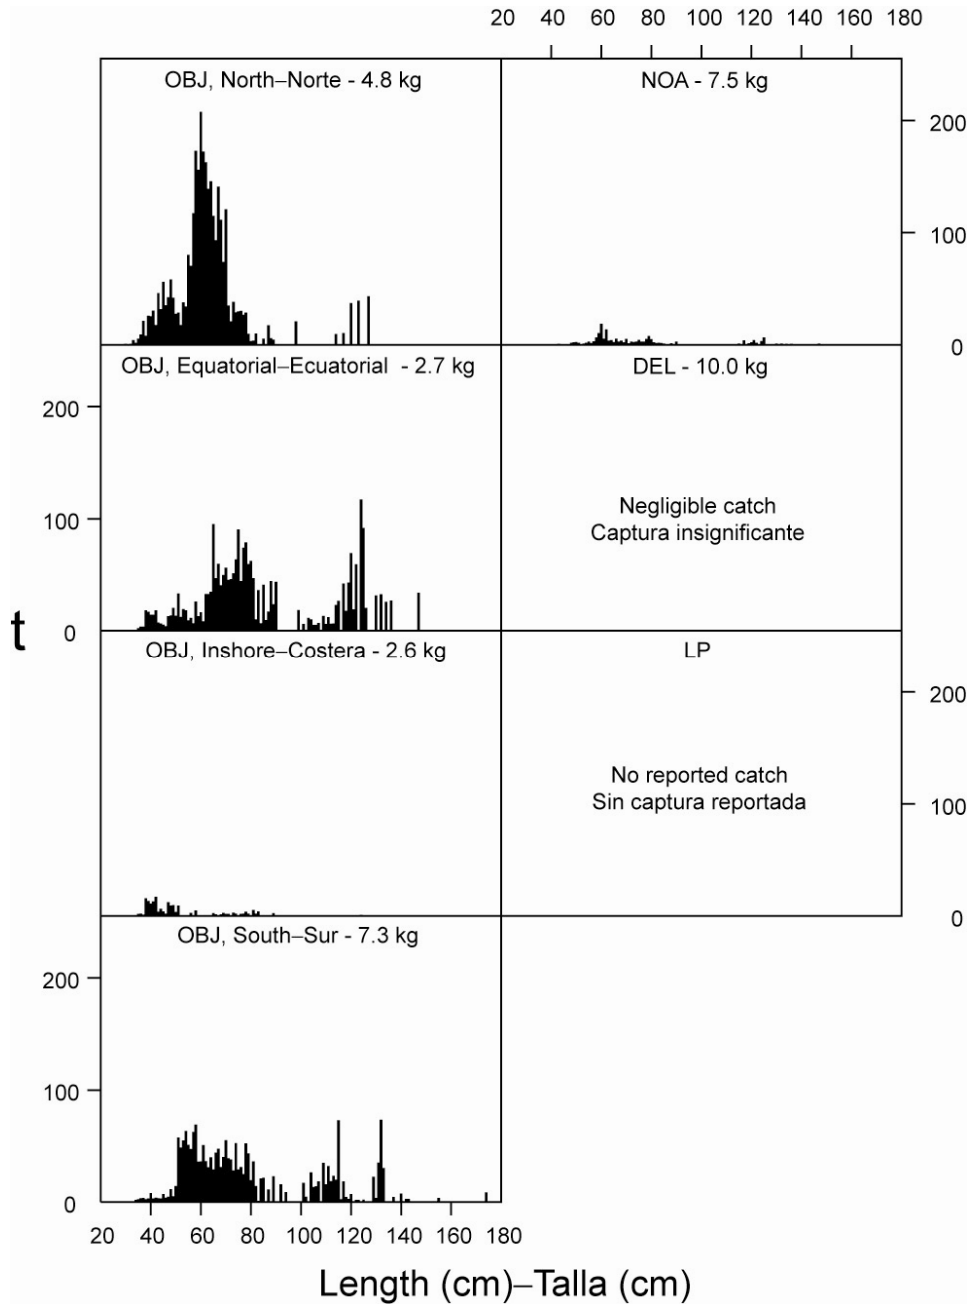 20 40 60 80 100 120 140 160 180
OBJ, North–Norte - 4.8 kg
NOA - 7.5 kg
200
100
0
OBJ, Equatorial–Ecuatorial - 2.7 kg
DEL - 10.0 kg
200
100
0
Negligible catch
Captura insignificante
t
OBJ, Inshore–Costera - 2.6 kg
LP
200
100
0
No reported catch
Sin captura reportada
OBJ, South–Sur - 7.3 kg
200
100
0
20 40 60 80 100 120 140 160 180
Length (cm)–Talla (cm)